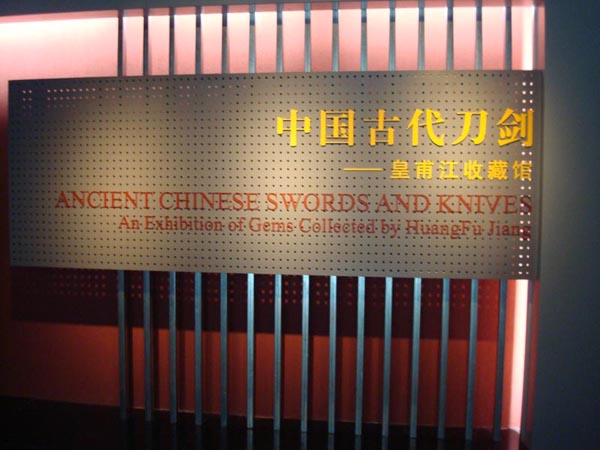 中国古代刀剑
——皇甫江收藏馆
ANCIENT CHINESE SWORDS AND KNIVES
An Exhibition of Gems Collected by HuangFu Jiang